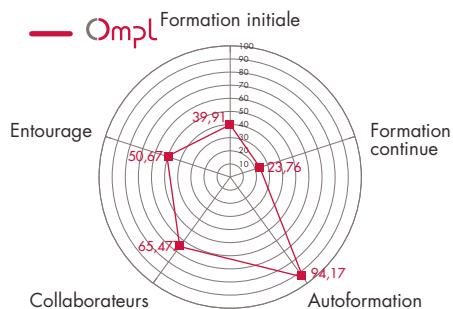 Ompl
Formation initiale
100
90
80
70
60
50
40
30
20
10
39,91
Entourage
50,67
Formation
continue
23,76
65,47
94,17
Collaborateurs
Autoformation